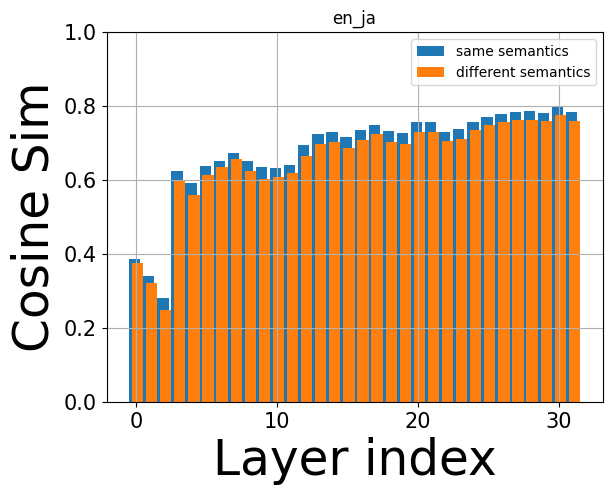 en_ja
same semantics
different semantics
Cosine Sim
1.0
0.8
0.6
0.4
0.2
0.0
0 10 20 30
Layer index